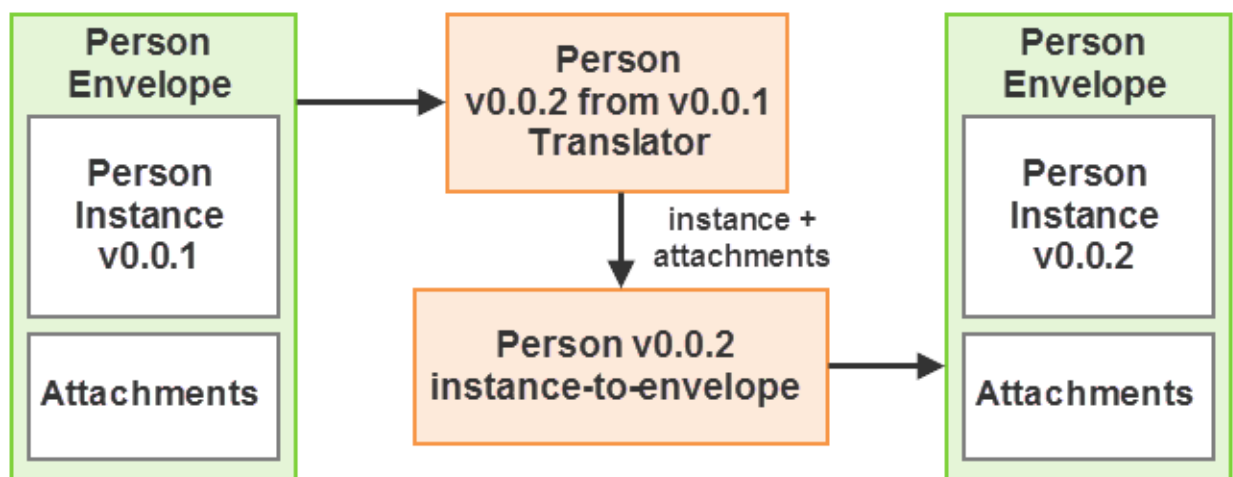 Person
Envelope
Person
Instance
v0.0.1
Attachments
Person
v0.0.2 from v0.0.1
Translator
instance +
attachments
Person v0.0.2
instance-to-envelope
Person
Envelope
Person
Instance
v0.0.2
Attachments